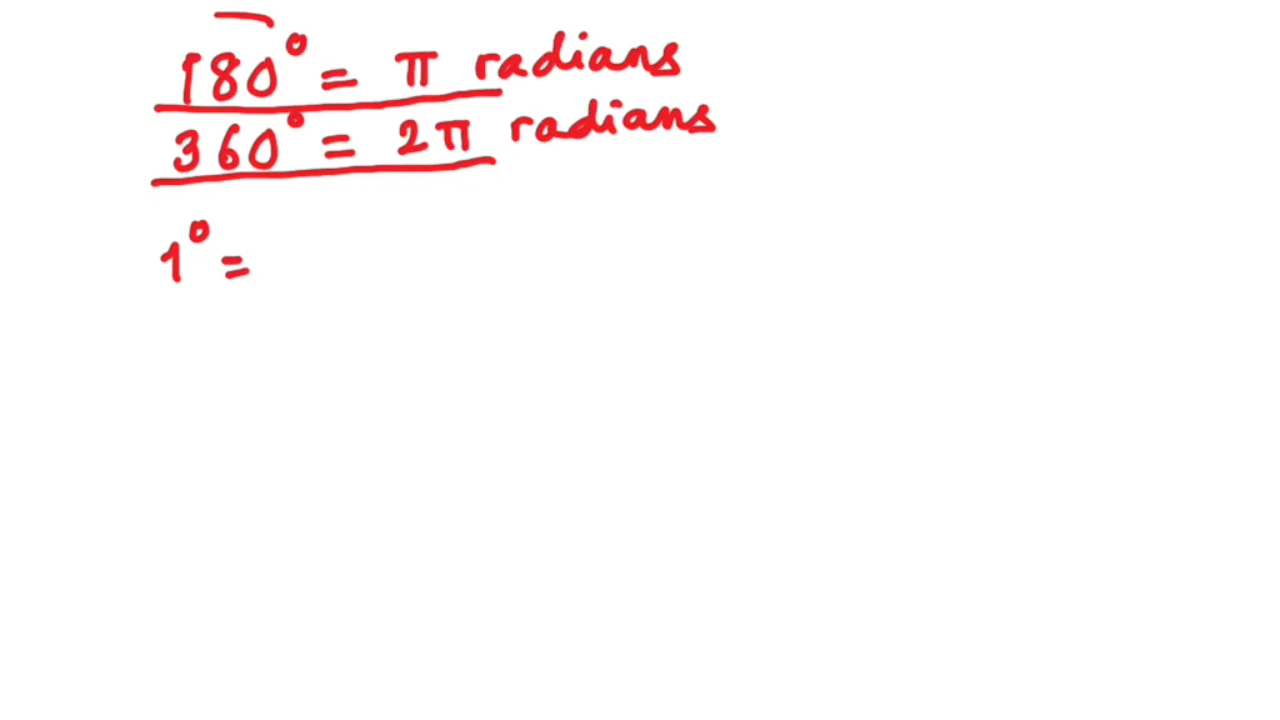 180° = π radians
360° = 2π radians
1° =